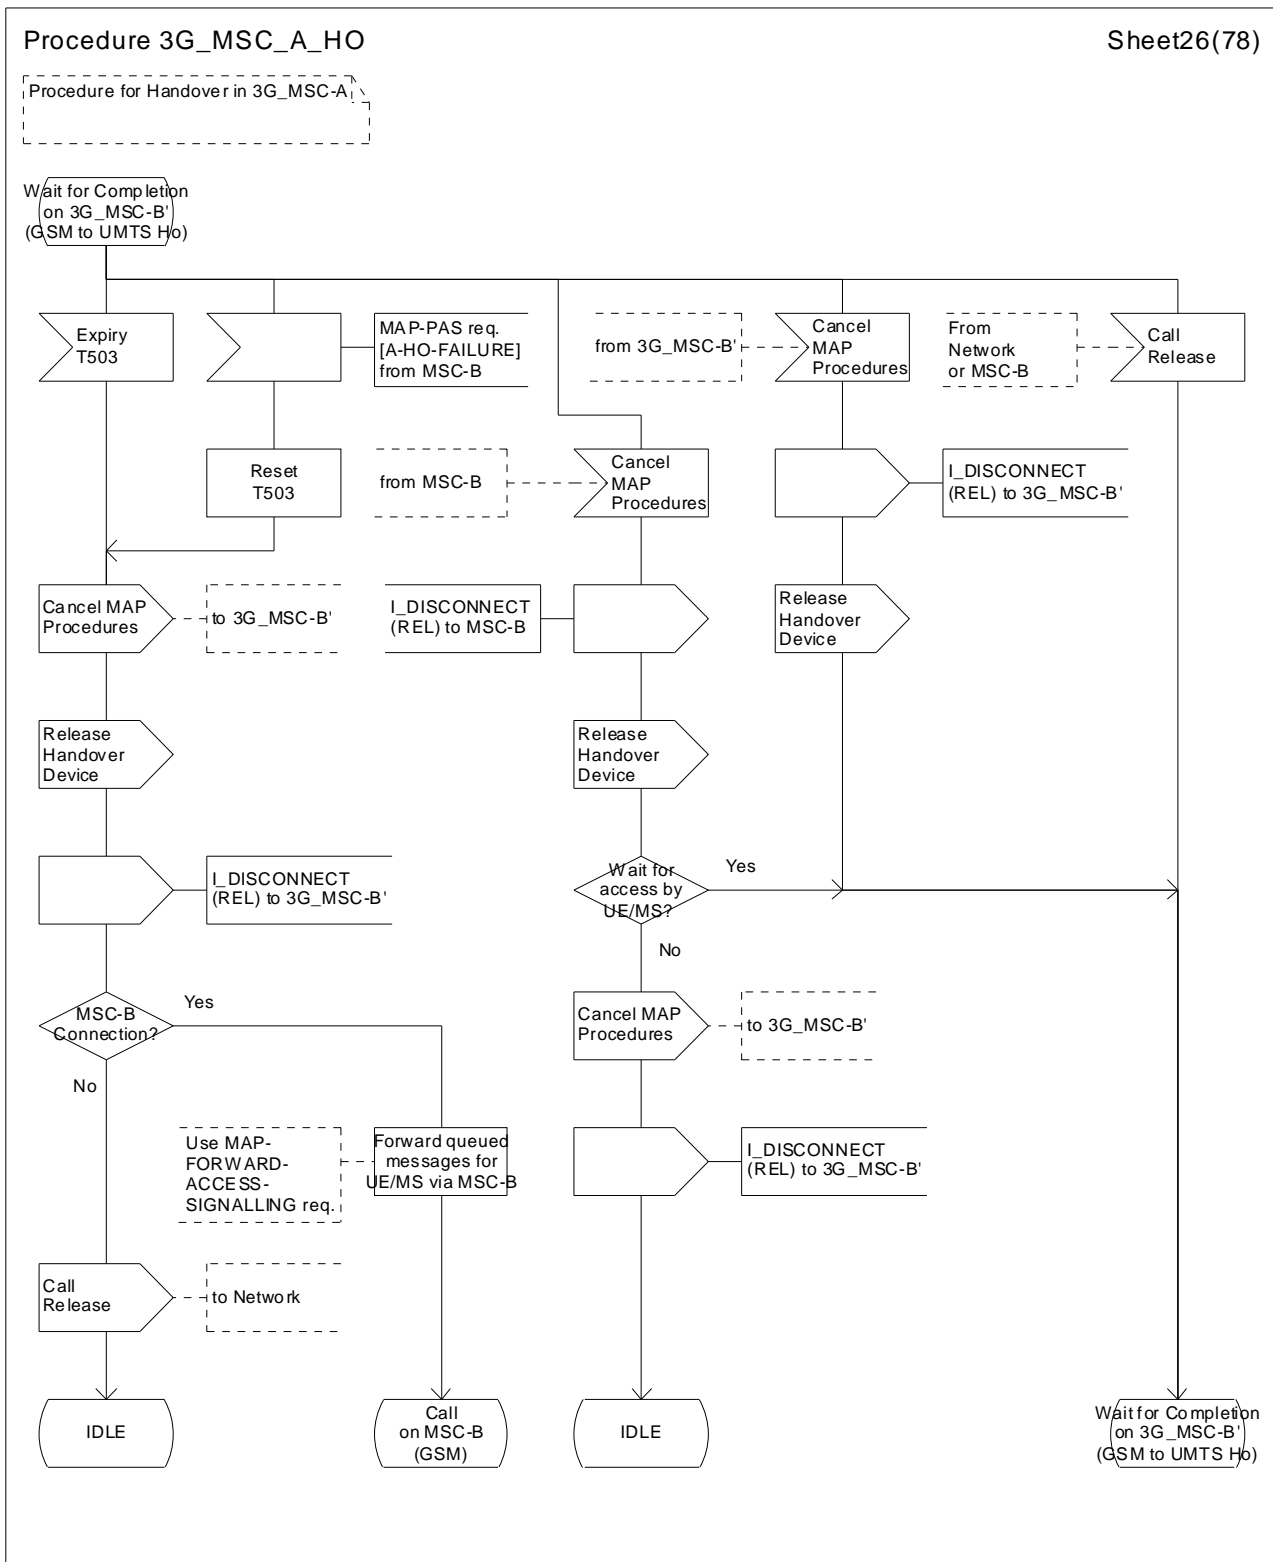 Procedure 3G_MSC_A_HO
Sheet26(78)
Procedure for Handover in 3G_MSC-A
Wait for Completion
on 3G_MSC-B'
(GSM to UMTS Ho)
Expiry
T503
MAP-PAS req.
[A-HO-FAILURE]
from MSC-B
from 3G_MSC-B'
Cancel
MAP
Procedures
From
Network
or MSC-B
Call
Release
Reset
T503
from MSC-B
Cancel
MAP
Procedures
I_DISCONNECT
(REL) to 3G_MSC-B'
Cancel MAP
Procedures
to 3G_MSC-B'
I_DISCONNECT
(REL) to MSC-B
Release
Handover
Device
Release
Handover
Device
Release
Handover
Device
I_DISCONNECT
(REL) to 3G_MSC-B'
Wait for
access by
UE/MS?
Yes
No
MSC-B
Connection?
Yes
No
Cancel MAP
Procedures
to 3G_MSC-B'
Use MAP-
FORWARD-
ACCESS-
SIGNALLING req.
Forward queued
messages for
UE/MS via MSC-B
I_DISCONNECT
(REL) to 3G_MSC-B'
Call
Release
to Network
IDLE
Call
on MSC-B
(GSM)
IDLE
Wait for Completion
on 3G_MSC-B'
(GSM to UMTS Ho)